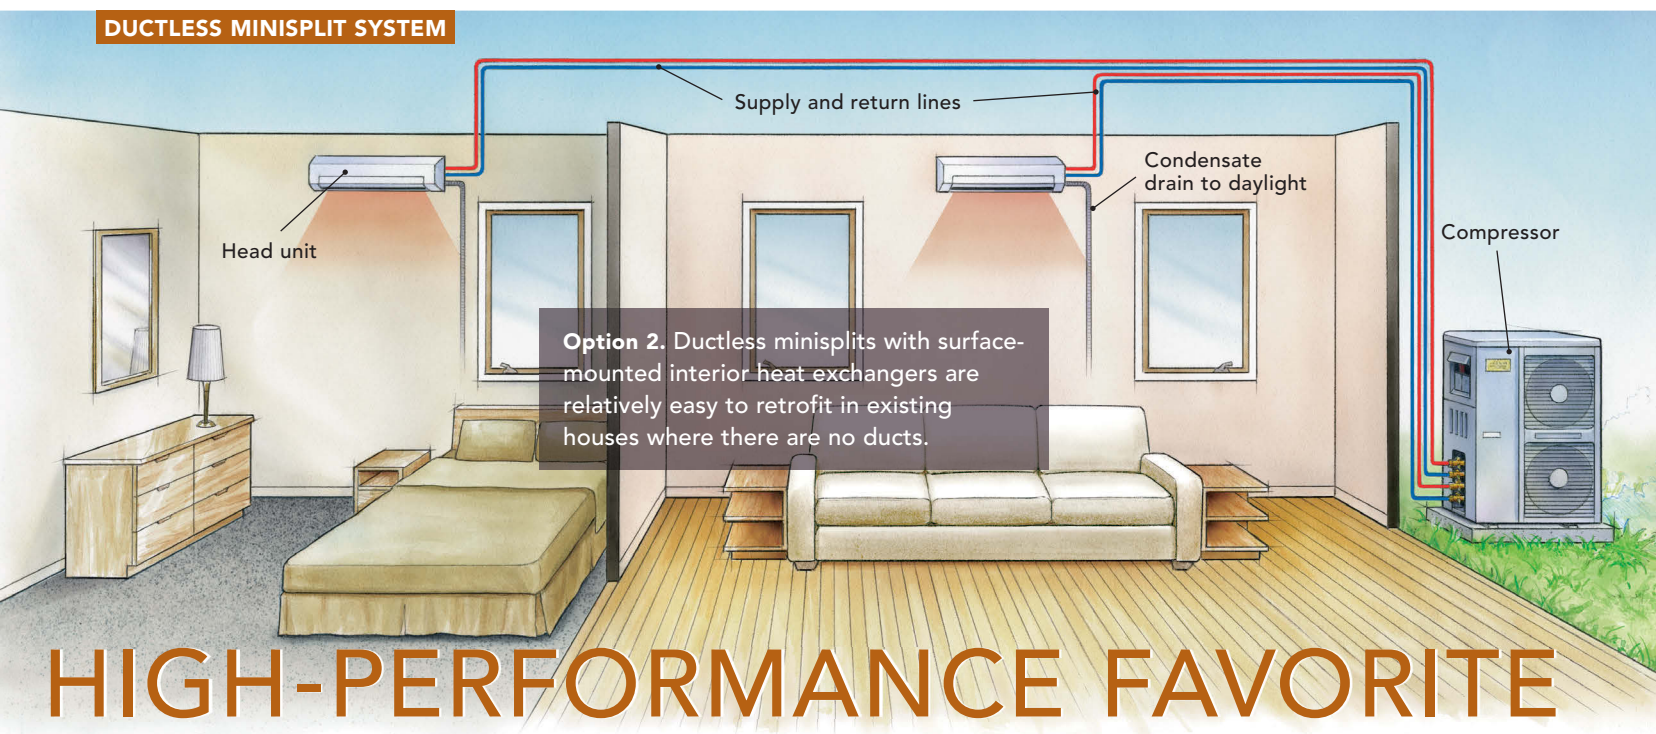 DUCTLESS MINISPLIT SYSTEM
Supply and return lines
Condensate
drain to daylight
Head unit
Compressor
Option 2. Ductless minisplits with surface-
mounted interior heat exchangers are
relatively easy to retrofit in existing
houses where there are no ducts.
HIGH-PERFORMANCE FAVORITE